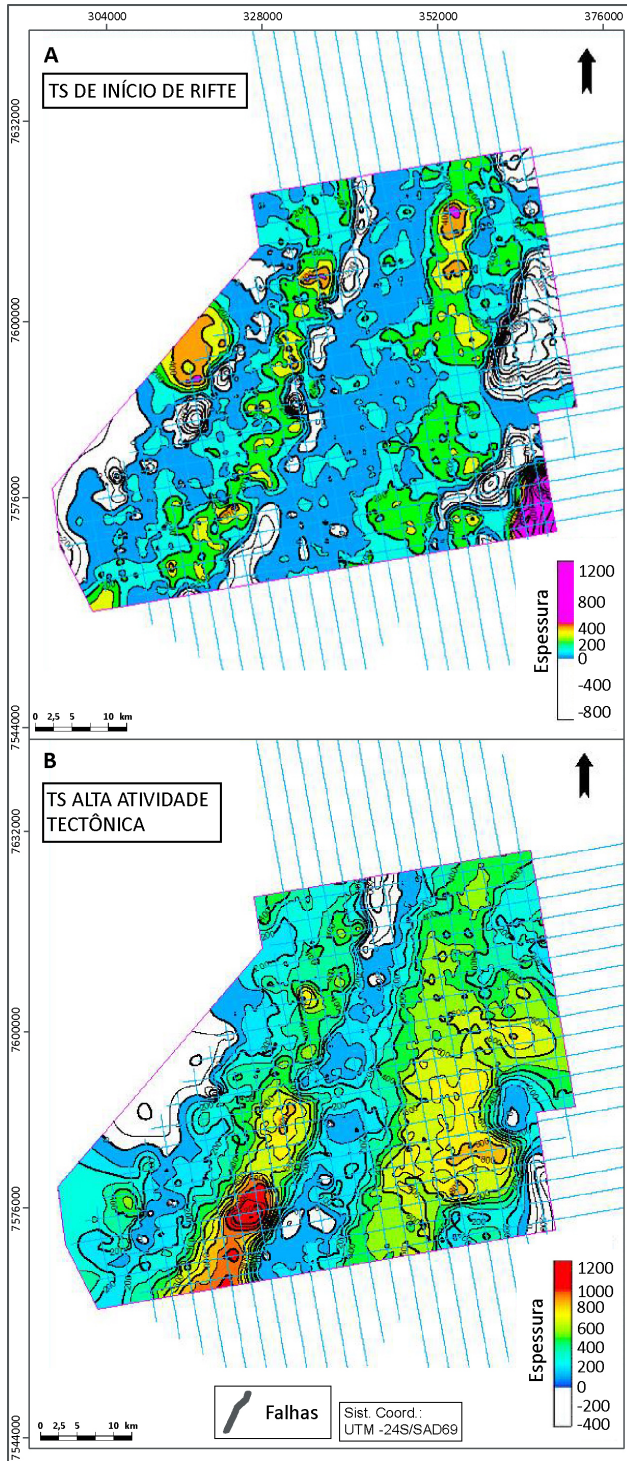 304000 328000 352000 376000
A
TS DE INÍCIO DE RIFTE
7632000
7600000
7576000
7544000
Espessura
1200
800
400
200
0
-400
-800
0 2,5 5 10 km
B
TS ALTA ATIVIDADE
TECTÔNICA
7632000
7600000
7576000
7544000
Espessura
1200
1000
800
600
400
200
0
-200
-400
0 2,5 5 10 km
Falhas
Sist. Coord.:
UTM -24S/SAD69